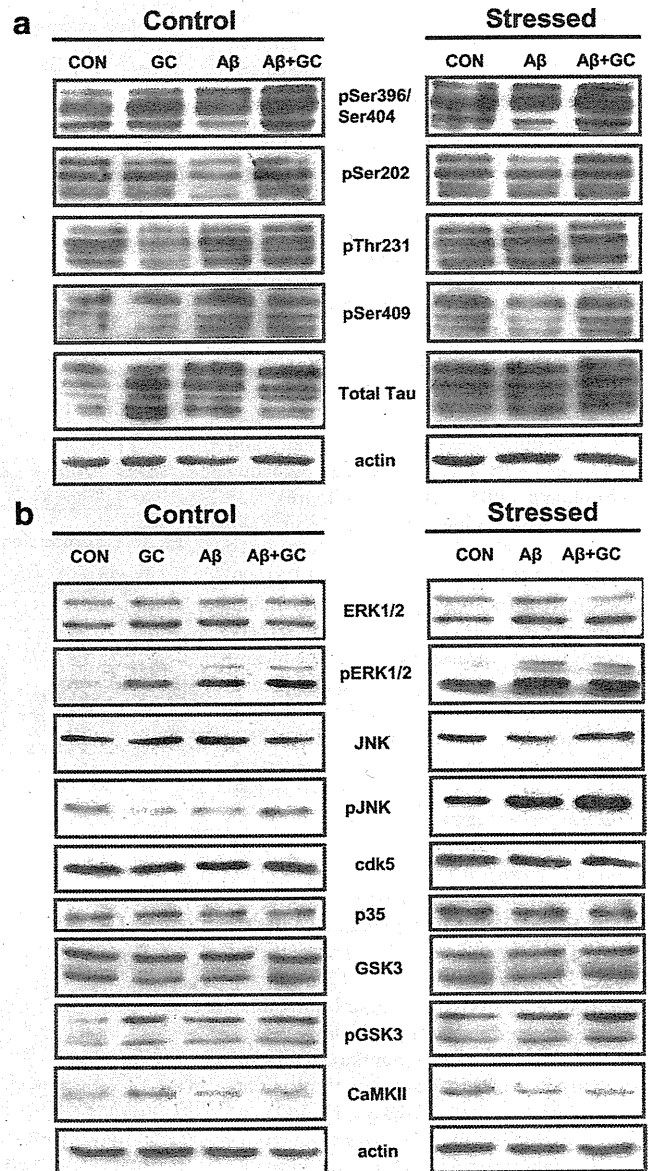 a
Control Stressed
CON GC Aβ Aβ+GC CON Aβ Aβ+GC
pSer396/
Ser404
pSer202
pThr231
pSer409
Total Tau
actin
b
Control Stressed
CON GC Aβ Aβ+GC CON Aβ Aβ+GC
ERK1/2
pERK1/2
JNK
pJNK
cdk5
p35
GSK3
pGSK3
CaMKII
actin